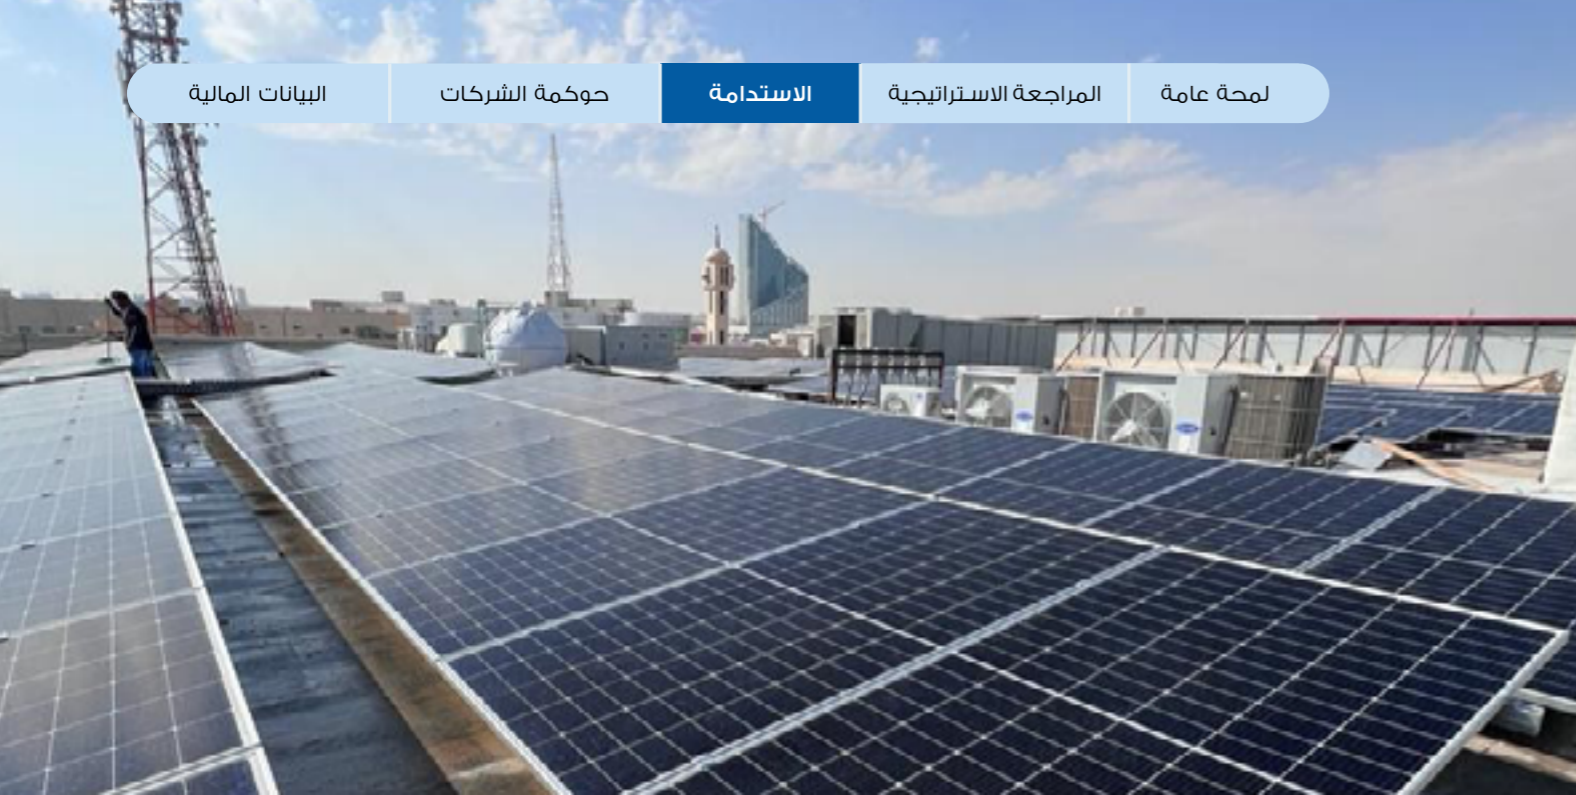 لمحة عامة
المراجعة الاستراتيجية
الاستدامة
حوكمة الشركات
البيانات المالية